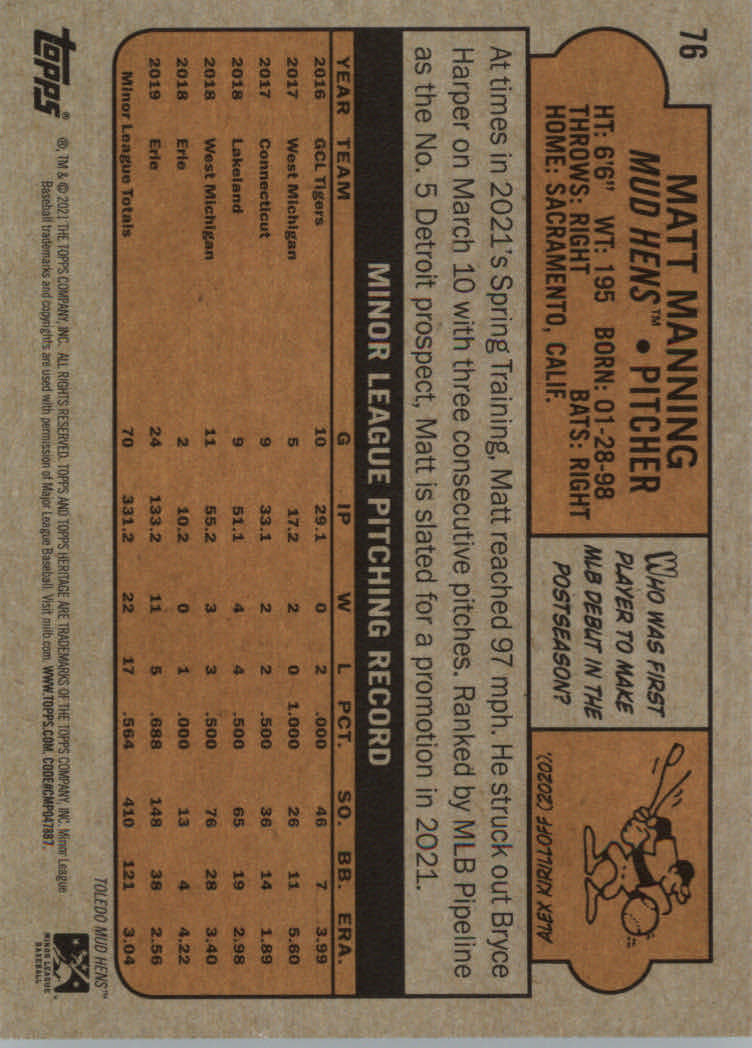 76
MATT MANNING
MUD HENS™ • PITCHER
HT: 6'6" WT: 195 BORN: 01-28-98
THROWS: RIGHT BATS: RIGHT
HOME: SACRAMENTO, CALIF.
WHO WAS FIRST
PLAYER TO MAKE
MLB DEBUT IN THE
POSTSEASON?
ALEX KIRILLOFF (2020).
At times in 2021's Spring Training, Matt reached 97 mph. He struck out Bryce
Harper on March 10 with three consecutive pitches. Ranked by MLB Pipeline
as the No. 5 Detroit prospect, Matt is slated for a promotion in 2021.
MINOR LEAGUE PITCHING RECORD
YEAR TEAM G IP W L PCT. SO. BB. ERA.
2016 GCL Tigers 10 29.1 0 2 .000 46 7 3.99
2017 West Michigan 5 17.2 2 0 1.000 26 11 5.60
2017 Connecticut 9 33.1 2 2 .500 36 14 1.89
2018 Lakeland 9 51.1 4 4 .500 65 19 2.98
2018 West Michigan 11 55.2 3 3 .500 76 28 3.40
2018 Erie 2 10.2 0 1 .000 13 4 4.22
2019 Erie 24 133.2 11 5 .688 148 38 2.56
Minor League Totals 70 331.2 22 17 .564 410 121 3.04
TOLEDO MUD HENS™
topps®
®, TM & © 2021 THE TOPPS COMPANY, INC. ALL RIGHTS RESERVED. TOPPS AND TOPPS HERITAGE ARE TRADEMARKS OF THE TOPPS COMPANY, INC. Minor League
Baseball trademarks and copyrights are used with permission of Major League Baseball. Visit milb.com. WWW.TOPPS.COM. CODE#CMP047887.
MINOR LEAGUE
BASEBALL